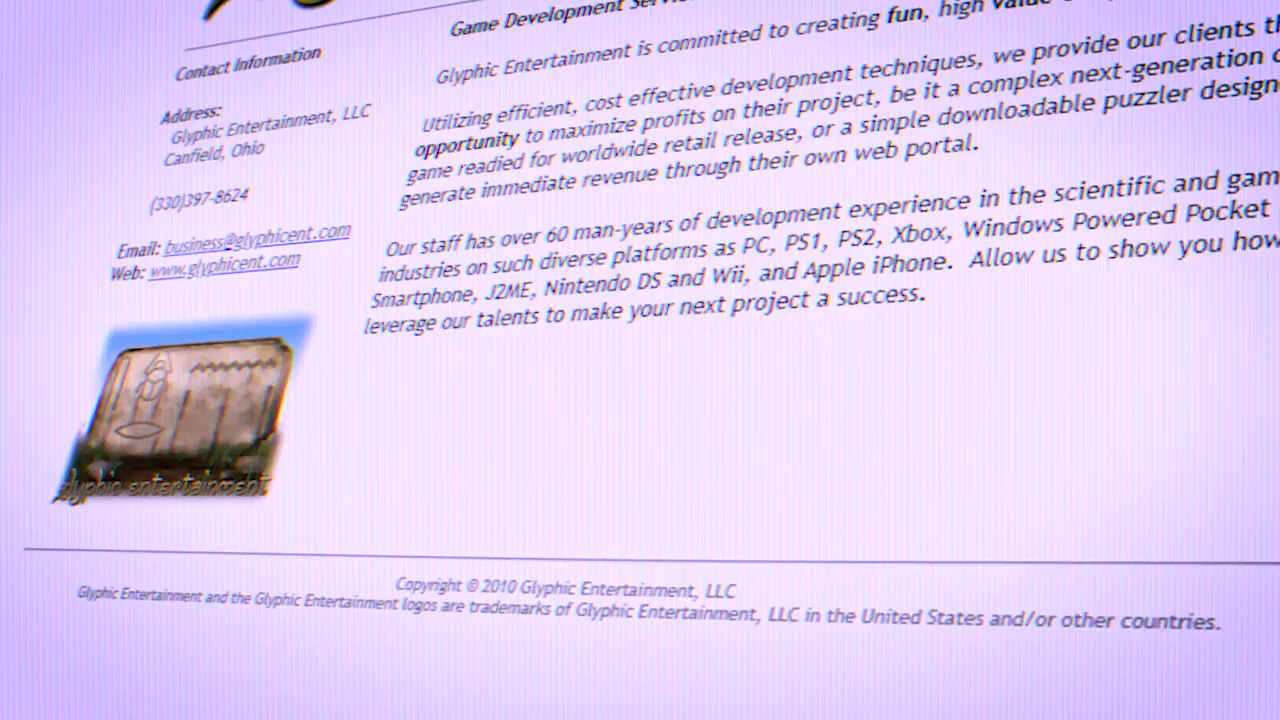 Game Development
Contact Information
Glyphic Entertainment is committed to creating fun, high value
Address:
Glyphic Entertainment, LLC
Canfield, Ohio
(330)397-8624
Email: business@glyphicent.com
Web: www.glyphicent.com
Utilizing efficient, cost effective development techniques, we provide our clients
opportunity to maximize profits on their project, be it a complex next-generation
game readied for worldwide retail release, or a simple downloadable puzzler
generate immediate revenue through their own web portal.
Our staff has over 60 man-years of development experience in the scientific and
industries on such diverse platforms as PC, PS1, PS2, Xbox, Windows Powered Pocket
Smartphone, J2ME, Nintendo DS and Wii, and Apple iPhone. Allow us to show you how
leverage our talents to make your next project a success.
glyphic entertainment
Copyright © 2010 Glyphic Entertainment, LLC
Glyphic Entertainment and the Glyphic Entertainment logos are trademarks of Glyphic Entertainment, LLC in the United States and/or other countries.